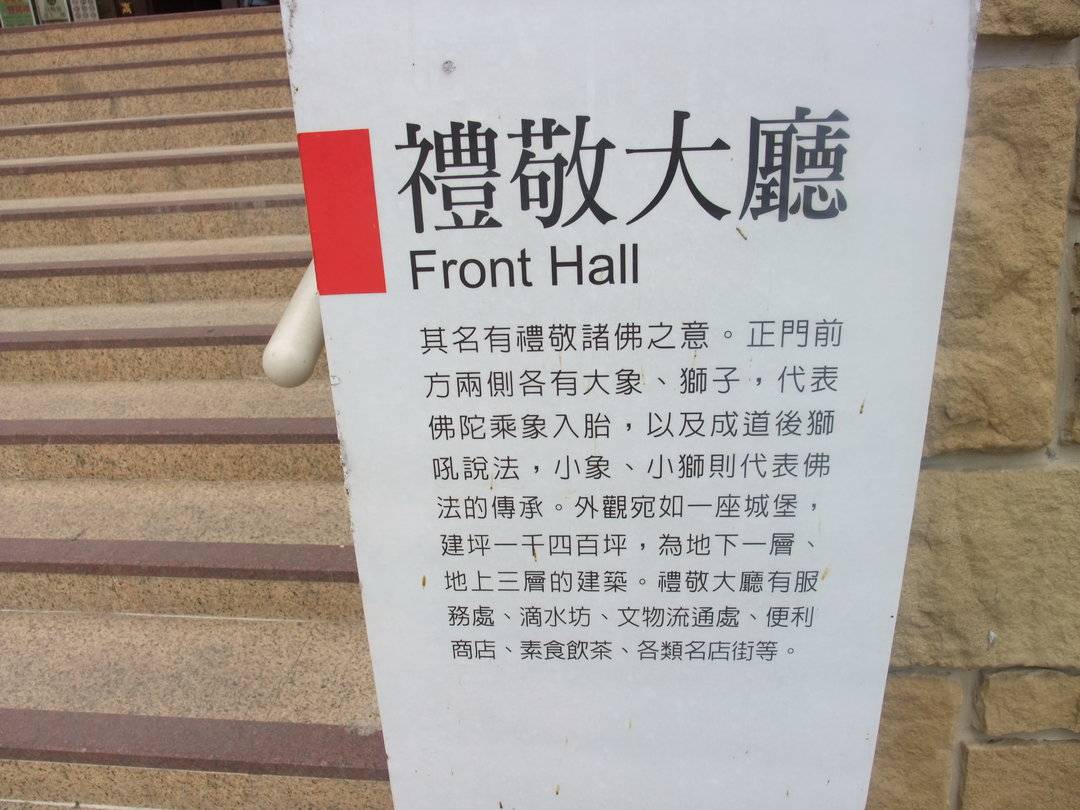 禮敬大廳
Front Hall
其名有禮敬諸佛之意。正門前
方兩側各有大象、獅子，代表
佛陀乘象入胎，以及成道後獅
吼說法，小象、小獅則代表佛
法的傳承。外觀宛如一座城堡，
建坪一千四百坪，為地下一層、
地上三層的建築。禮敬大廳有服
務處、滴水坊、文物流通處、便利
商店、素食飲茶、各類名店街等。